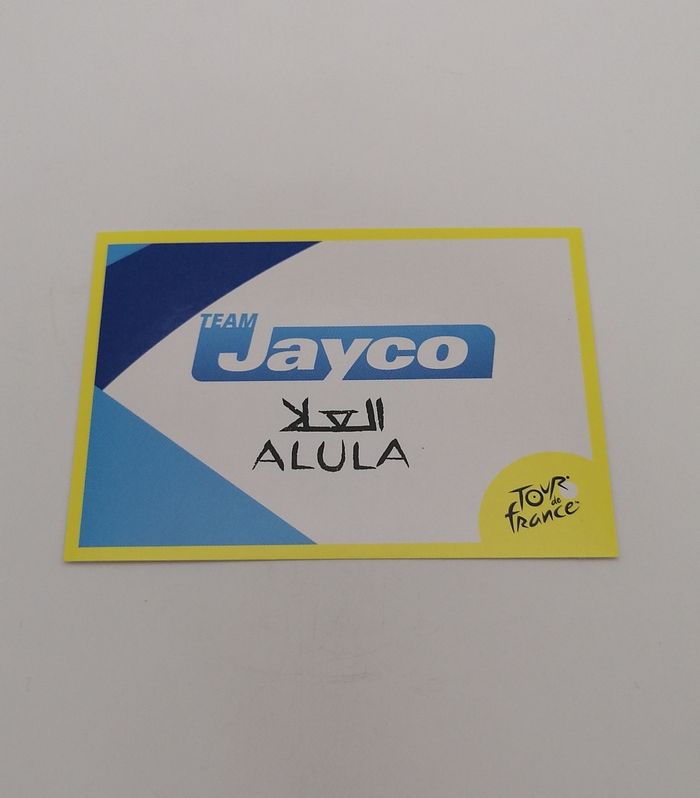 TEAM
Jayco
العلا
ALULA
TOUR
de
france